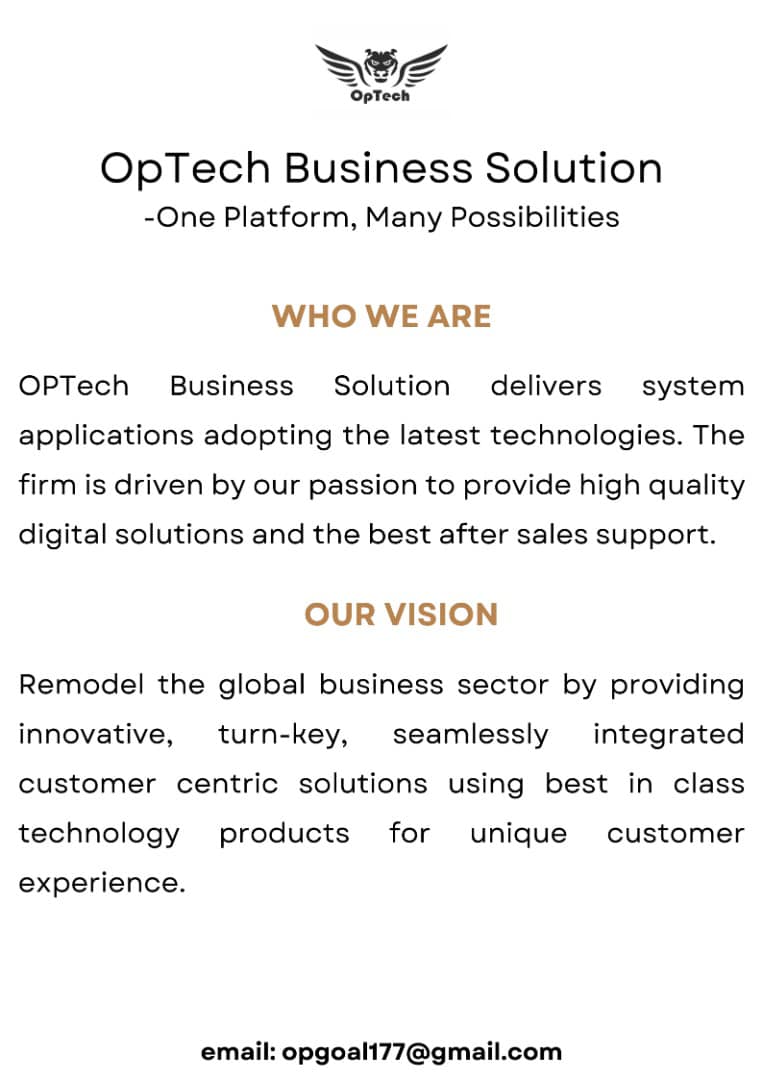 OpTech
OpTech Business Solution
-One Platform, Many Possibilities
WHO WE ARE
OPTech Business Solution delivers system
applications adopting the latest technologies. The
firm is driven by our passion to provide high quality
digital solutions and the best after sales support.
OUR VISION
Remodel the global business sector by providing
innovative, turn-key, seamlessly integrated
customer centric solutions using best in class
technology products for unique customer
experience.
email: opgoal177@gmail.com